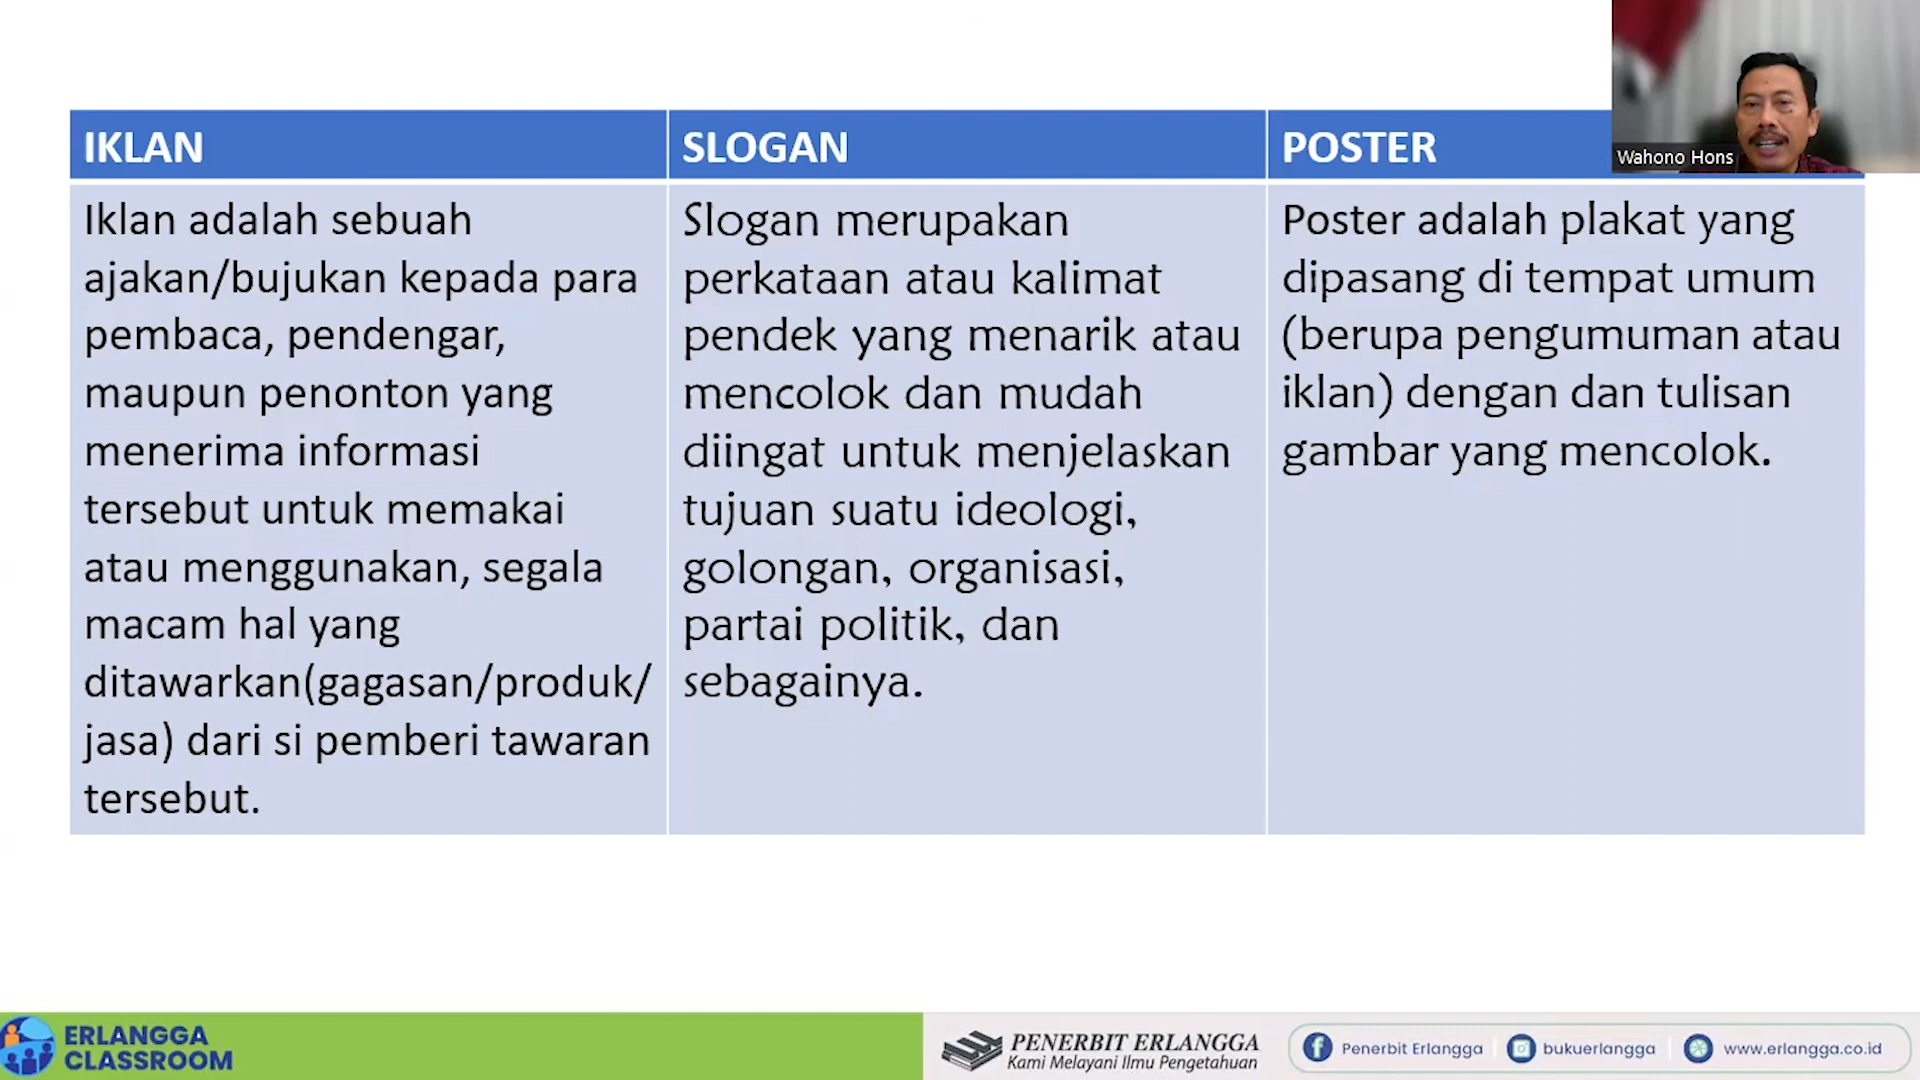 IKLAN
Iklan adalah sebuah
ajakan/bujukan kepada para
pembaca, pendengar,
maupun penonton yang
menerima informasi
tersebut untuk memakai
atau menggunakan, segala
macam hal yang
ditawarkan(gagasan/produk/
jasa) dari si pemberi tawaran
tersebut.
SLOGAN
Slogan merupakan
perkataan atau kalimat
pendek yang menarik atau
mencolok dan mudah
diingat untuk menjelaskan
tujuan suatu ideologi,
golongan, organisasi,
partai politik, dan
sebagainya.
POSTER
Poster adalah plakat yang
dipasang di tempat umum
(berupa pengumuman atau
iklan) dengan dan tulisan
gambar yang mencolok.
Wahono Hons
ERLANGGA
CLASSROOM
PENERBIT ERLANGGA
Kami Melayani Ilmu Pengetahuan
Penerbit Erlangga
bukuerlangga
www.erlangga.co.id